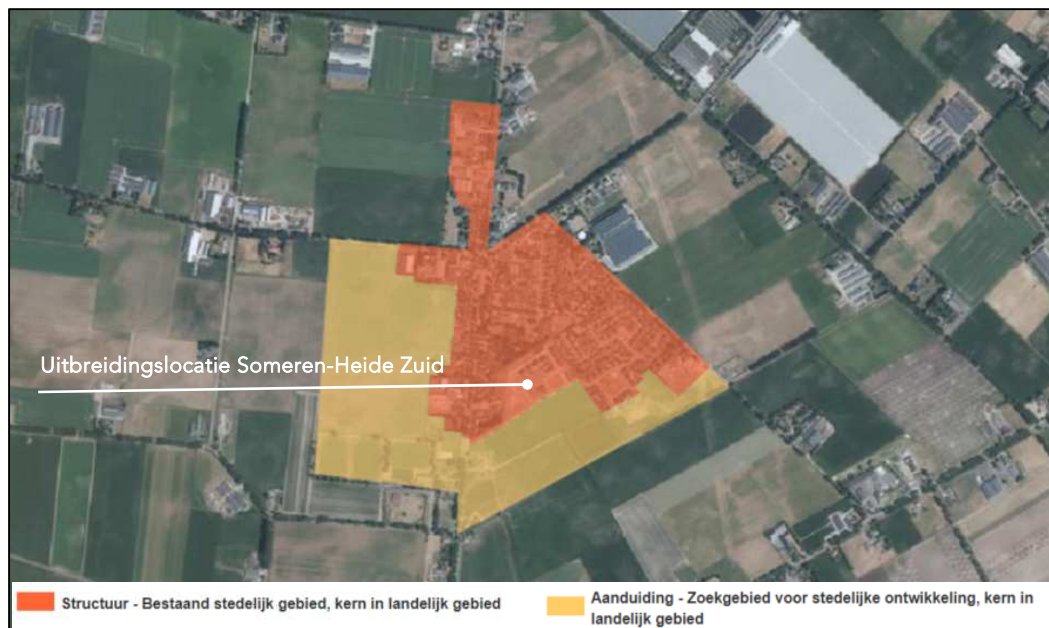 Uitbreidingslocatie Someren-Heide Zuid
Structuur - Bestaand stedelijk gebied, kern in landelijk gebied
Aanduiding - Zoekgebied voor stedelijke ontwikkeling, kern in
landelijk gebied